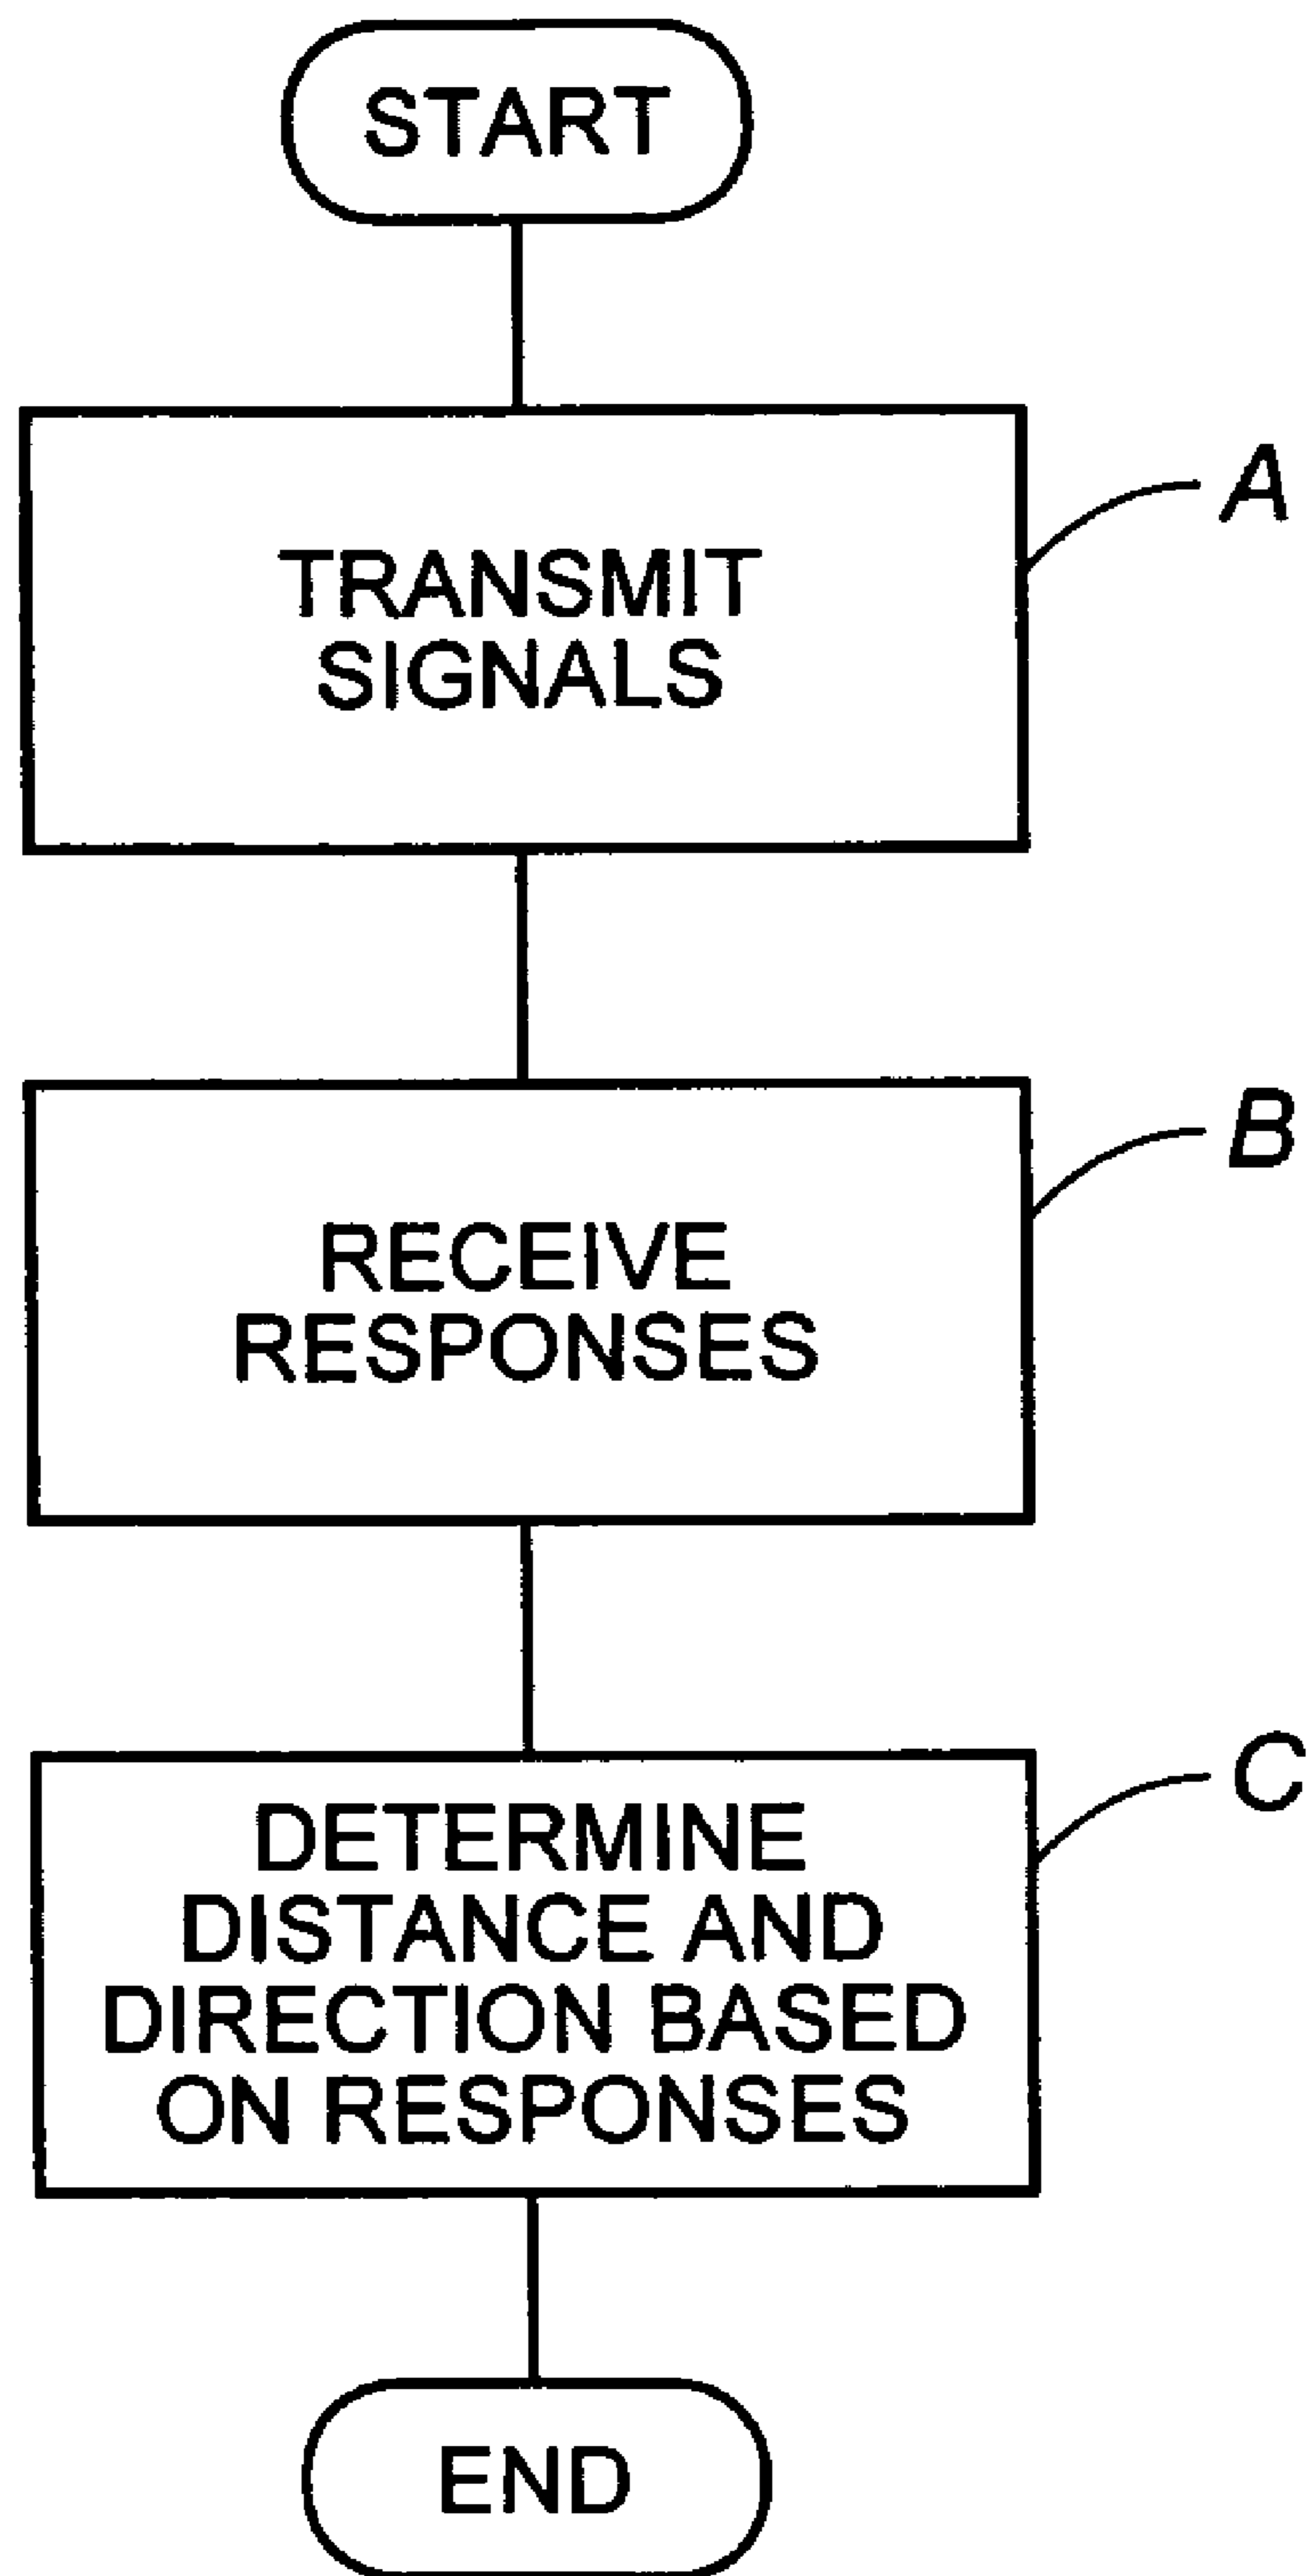 START
A
TRANSMIT
SIGNALS
B
RECEIVE
RESPONSES
C
DETERMINE
DISTANCE AND
DIRECTION BASED
ON RESPONSES
END